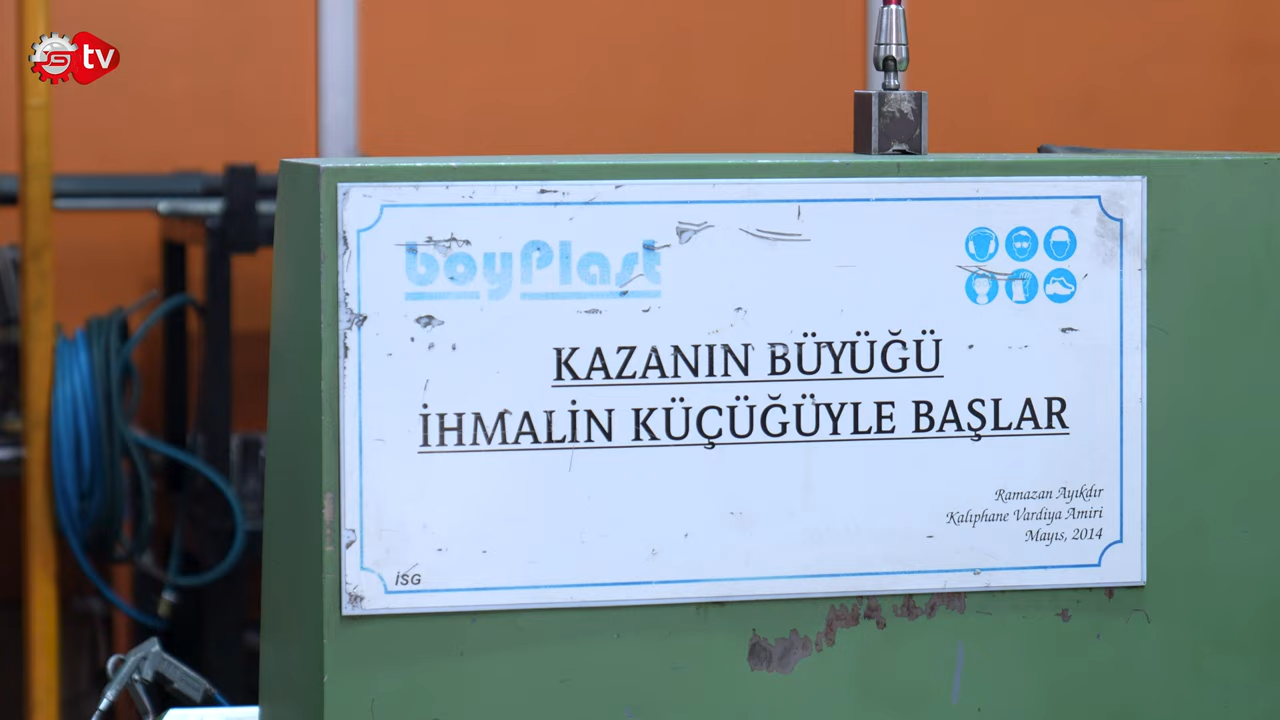 tv
boyPlast
KAZANIN BÜYÜĞÜ
İHMALİN KÜÇÜĞÜYLE BAŞLAR
Ramazan Ayıkdır
Kalıphane Vardiya Amiri
Mayıs, 2014
İSG